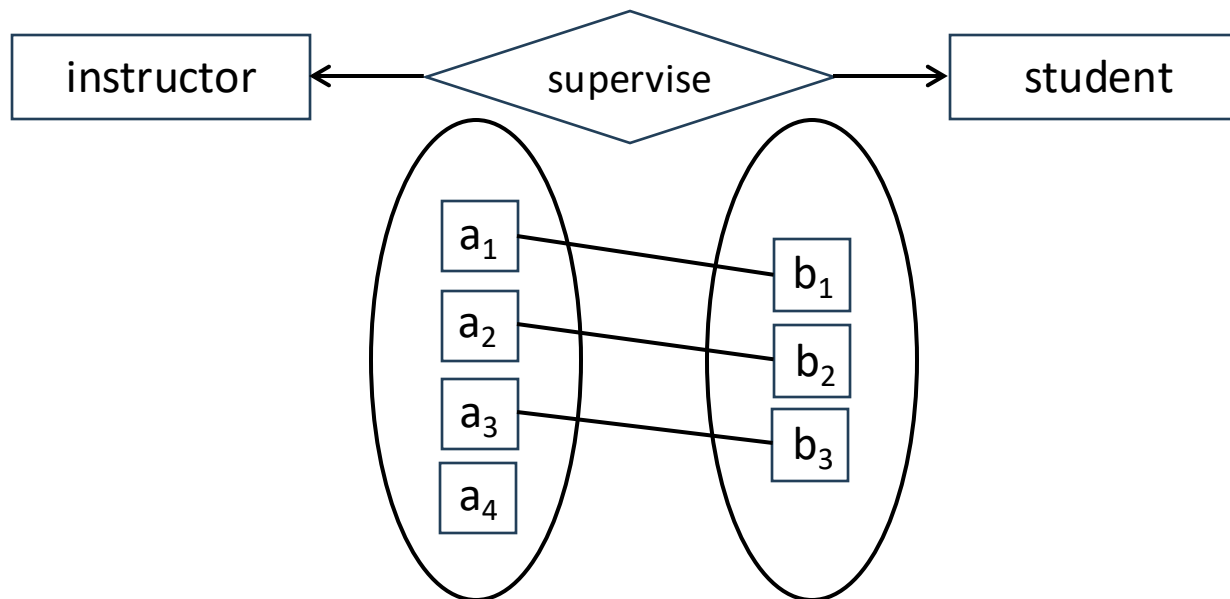 instructor
supervise
student
a₁
b₁
a₂
b₂
a₃
b₃
a₄